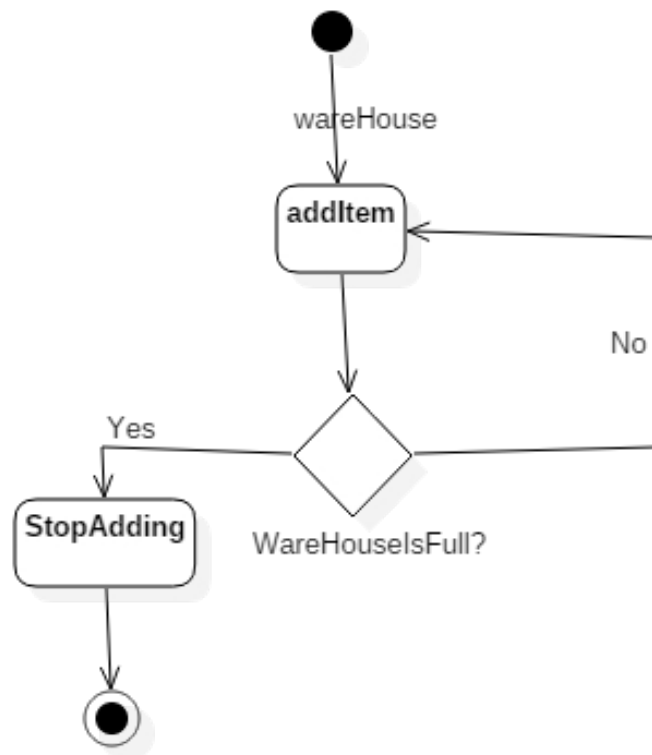 wareHouse
addItem
No
Yes
StopAdding
WareHouseIsFull?